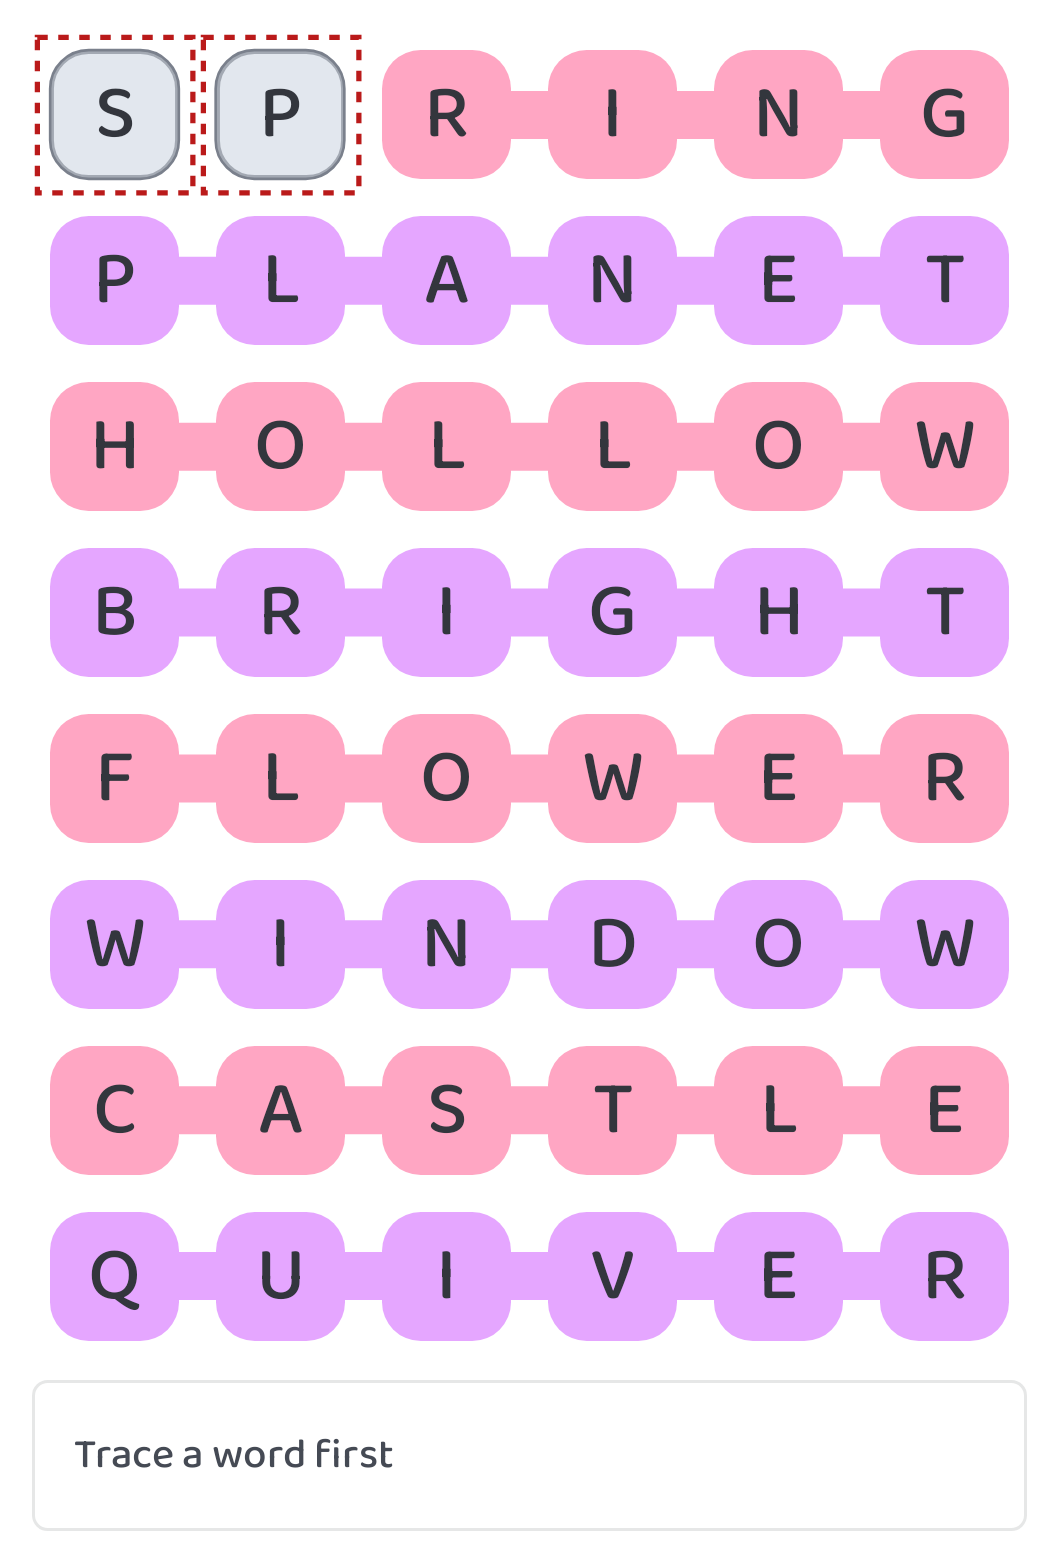 S P R I N G
P L A N E T
H O L L O W
B R I G H T
F L O W E R
W I N D O W
C A S T L E
Q U I V E R
Trace a word first